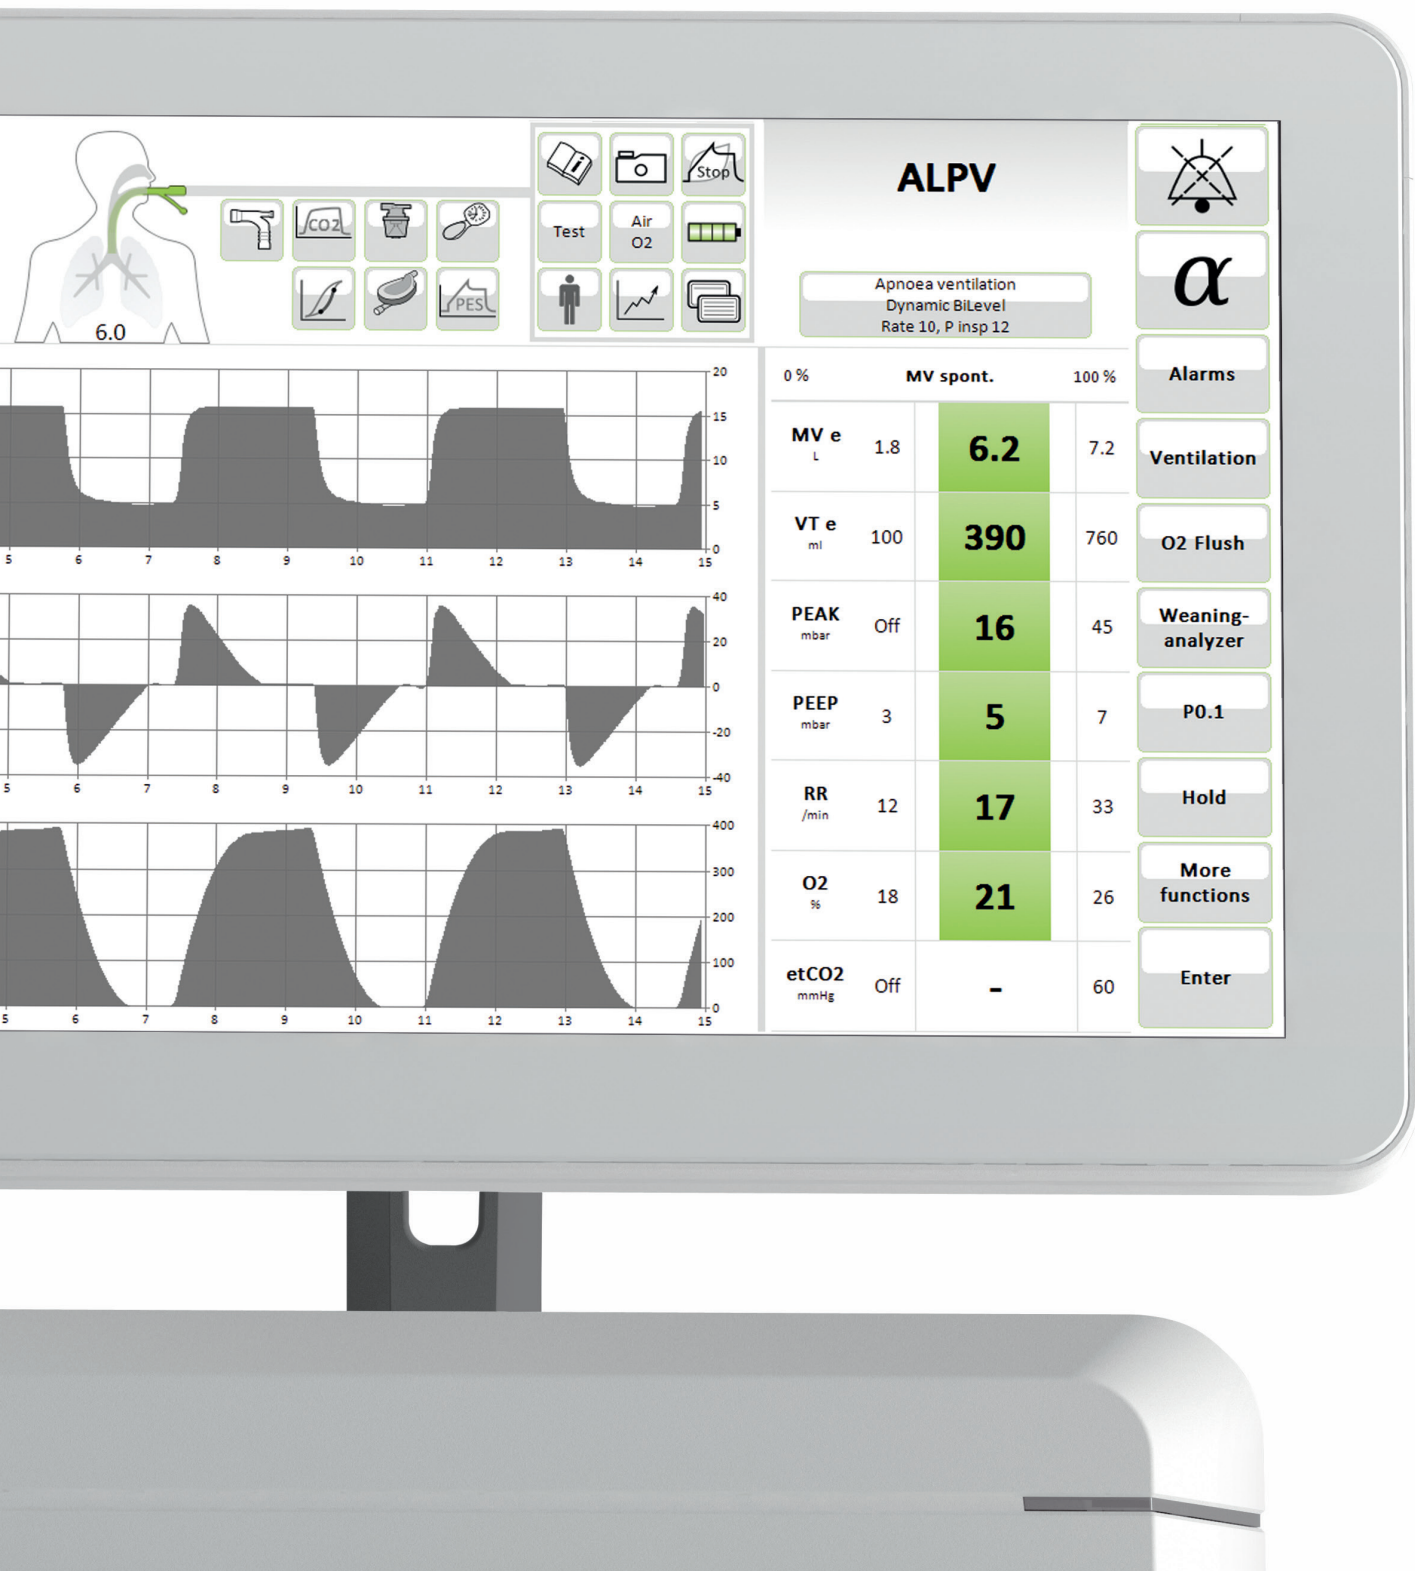 6.0
CO2
PES
Stop
Test
Air
O2
ALPV
Apnoea ventilation
Dynamic BiLevel
Rate 10, P insp 12
0 % MV spont. 100 %
MV e 1.8 6.2 7.2
L
VT e 100 390 760
ml
PEAK Off 16 45
mbar
PEEP 3 5 7
mbar
RR 12 17 33
/min
O2 18 21 26
%
etCO2 Off - 60
mmHg
α
Alarms
Ventilation
O2 Flush
Weaning-
analyzer
P0.1
Hold
More
functions
Enter
20
15
10
5
0
5 6 7 8 9 10 11 12 13 14 15
40
20
0
-20
-40
5 6 7 8 9 10 11 12 13 14 15
400
300
200
100
0
5 6 7 8 9 10 11 12 13 14 15